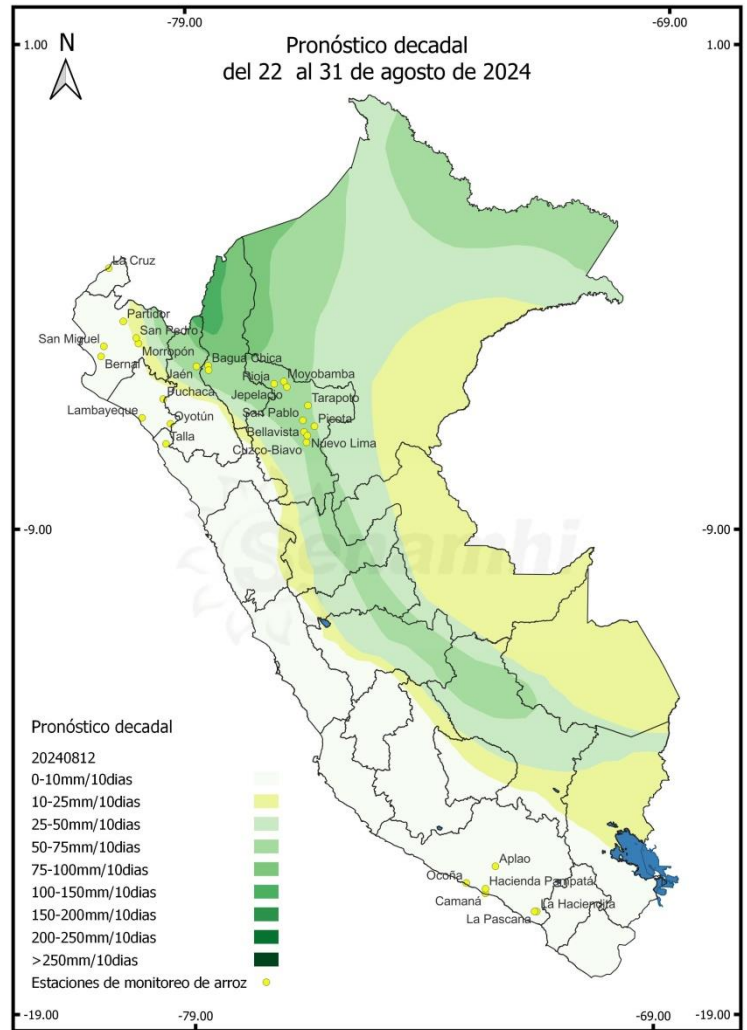 -79.00
-69.00
1.00
1.00
N
Pronóstico decadal
del 22 al 31 de agosto de 2024
La Cruz
Partidor
San Pedro
San Miguel
Morropón
Bernal
Bagua Chica
Jaén
Rioja
Moyobamba
Jepelacio
Puchaca
Tarapoto
Lambayeque
San Pablo
Picota
Oyotún
Bellavista
Talla
Nuevo Lima
Cuzco-Biavo
-9.00
-9.00
Senamhi
Pronóstico decadal
20240812
0-10mm/10dias
10-25mm/10dias
25-50mm/10dias
50-75mm/10dias
75-100mm/10dias
100-150mm/10dias
150-200mm/10dias
200-250mm/10dias
>250mm/10dias
Estaciones de monitoreo de arroz
Aplao
Ocoña
Hacienda Pampatá
Camaná
La Haciendita
La Pascana
-19.00
-19.00
-79.00
-69.00